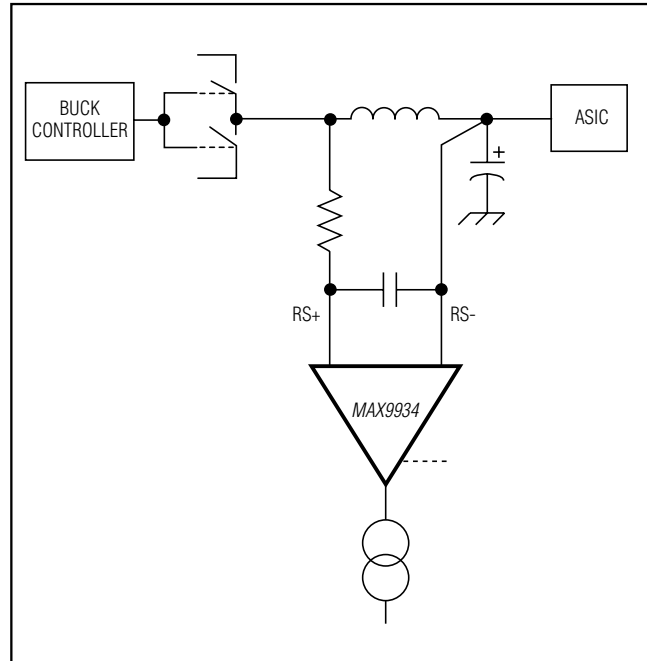 BUCK
CONTROLLER
ASIC
+
RS+
RS-
MAX9934